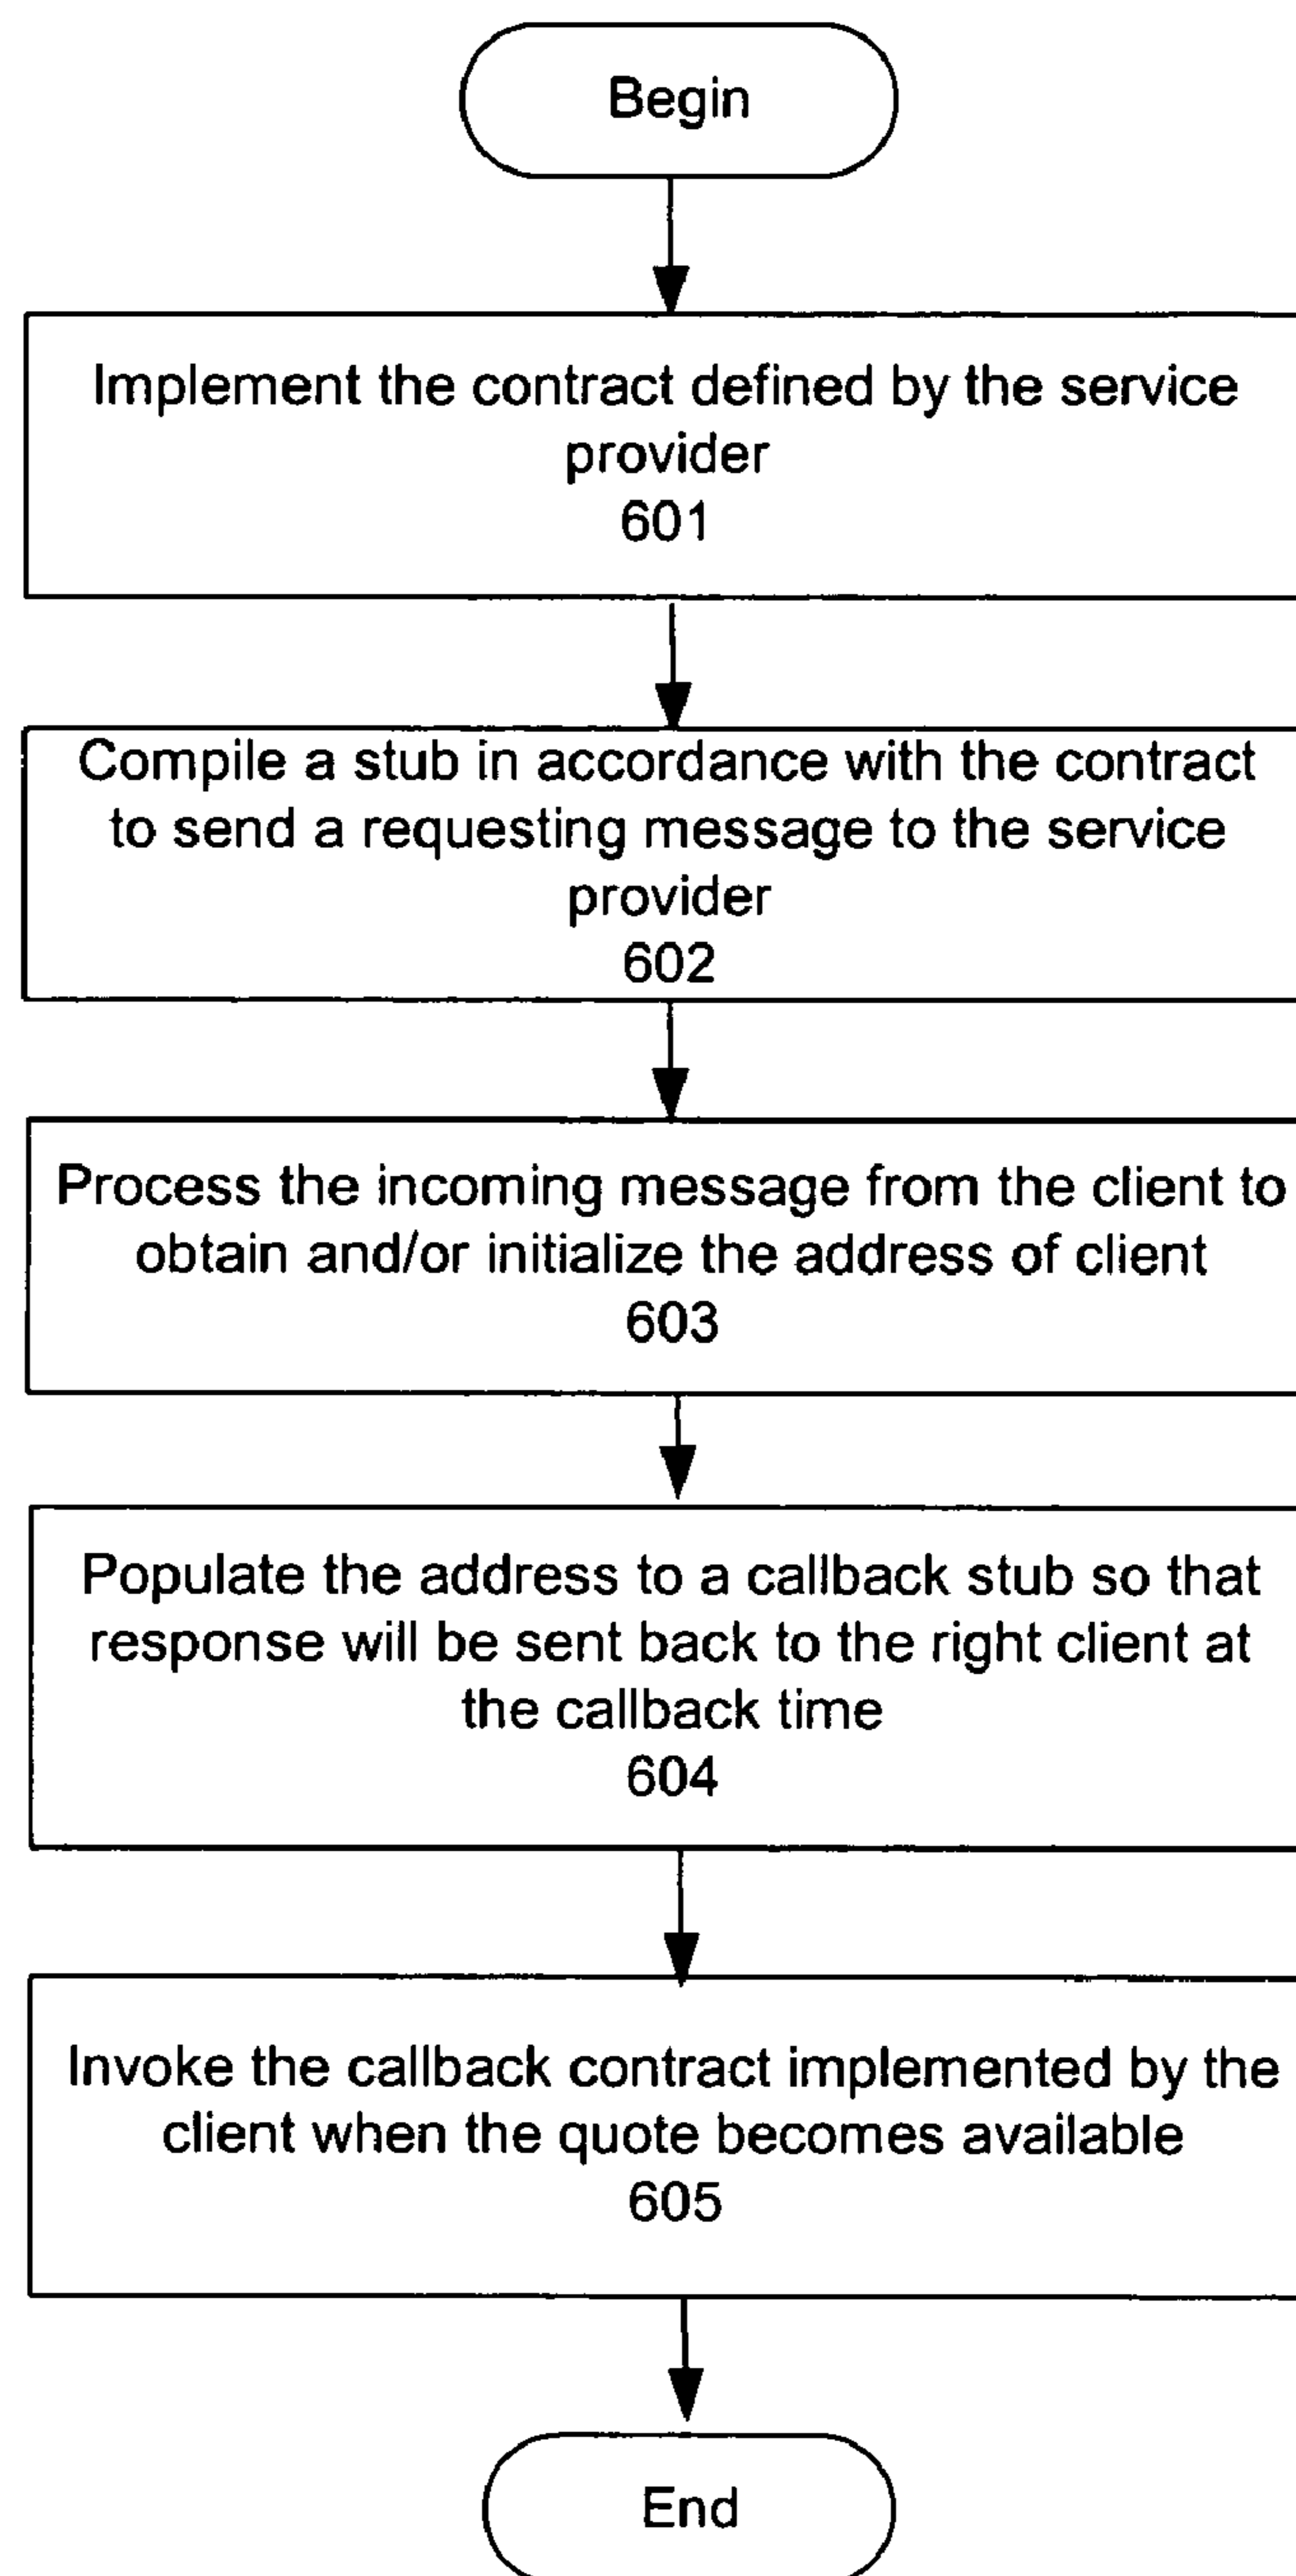 Begin
Implement the contract defined by the service
provider
601
Compile a stub in accordance with the contract
to send a requesting message to the service
provider
602
Process the incoming message from the client to
obtain and/or initialize the address of client
603
Populate the address to a callback stub so that
response will be sent back to the right client at
the callback time
604
Invoke the callback contract implemented by the
client when the quote becomes available
605
End